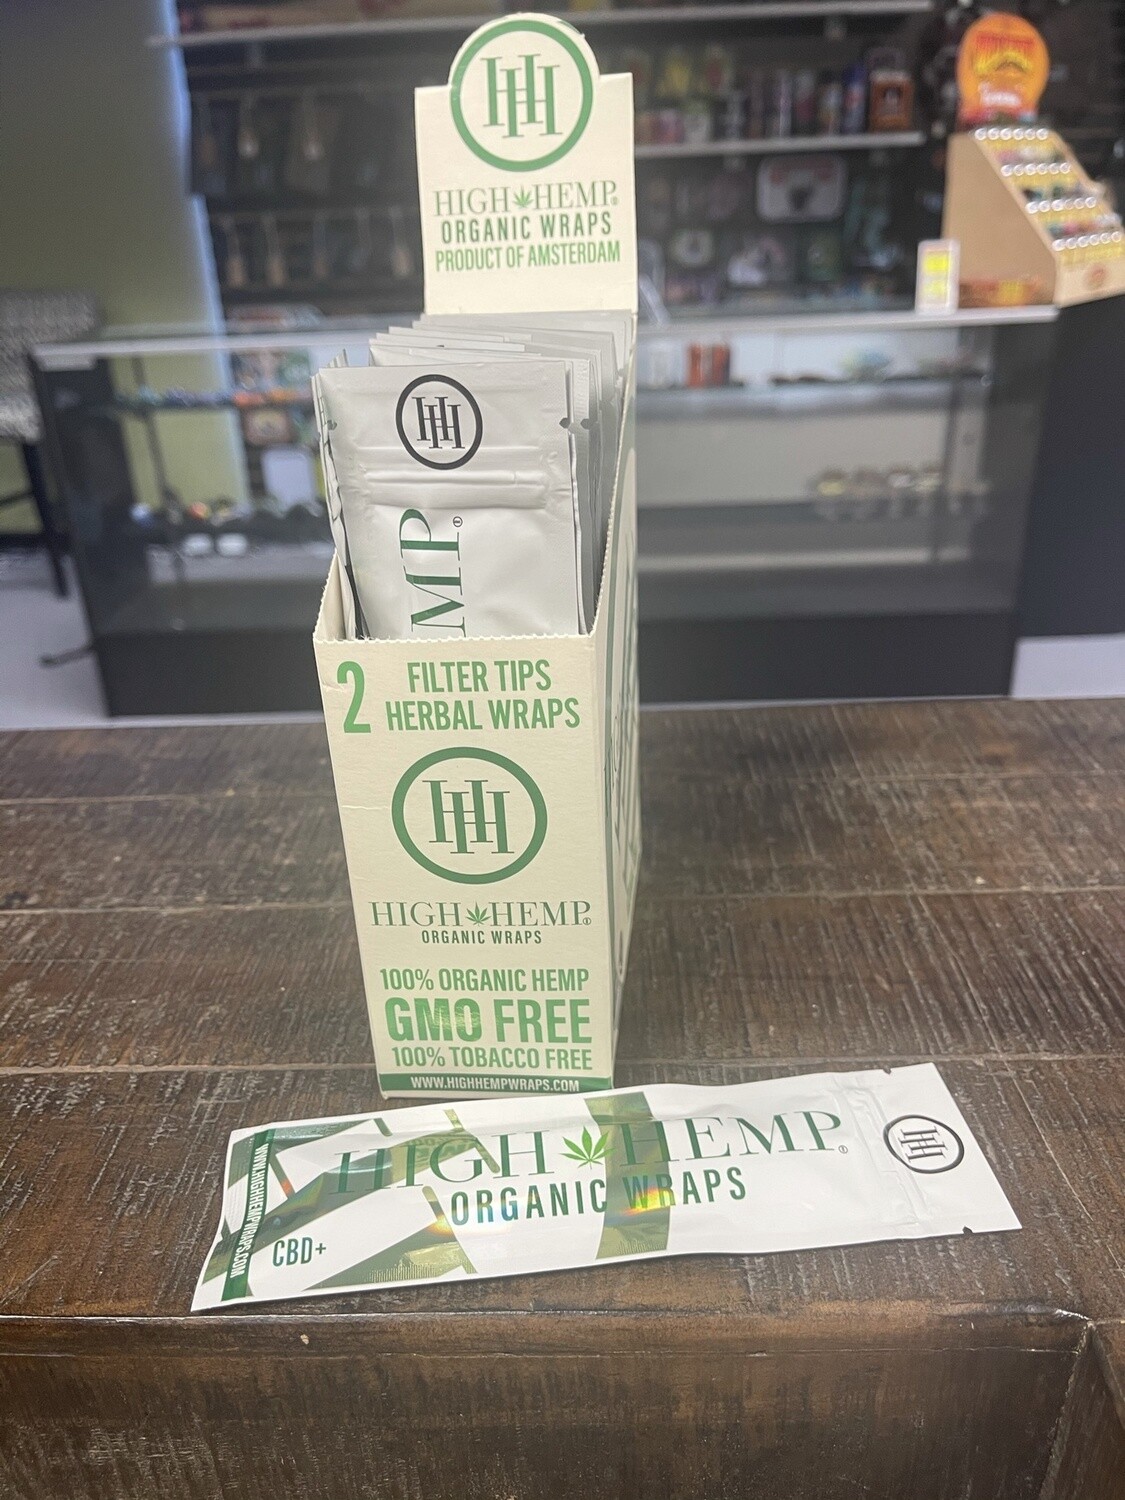 HH
HIGH HEMP®
ORGANIC WRAPS
PRODUCT OF AMSTERDAM
HH
MP®
2 FILTER TIPS
HERBAL WRAPS
HH
HIGH HEMP®
ORGANIC WRAPS
100% ORGANIC HEMP
GMO FREE
100% TOBACCO FREE
WWW.HIGHHEMPWRAPS.COM
HIGH HEMP®
ORGANIC WRAPS
CBD+
WWW.HIGHHEMPWRAPS.COM
HH